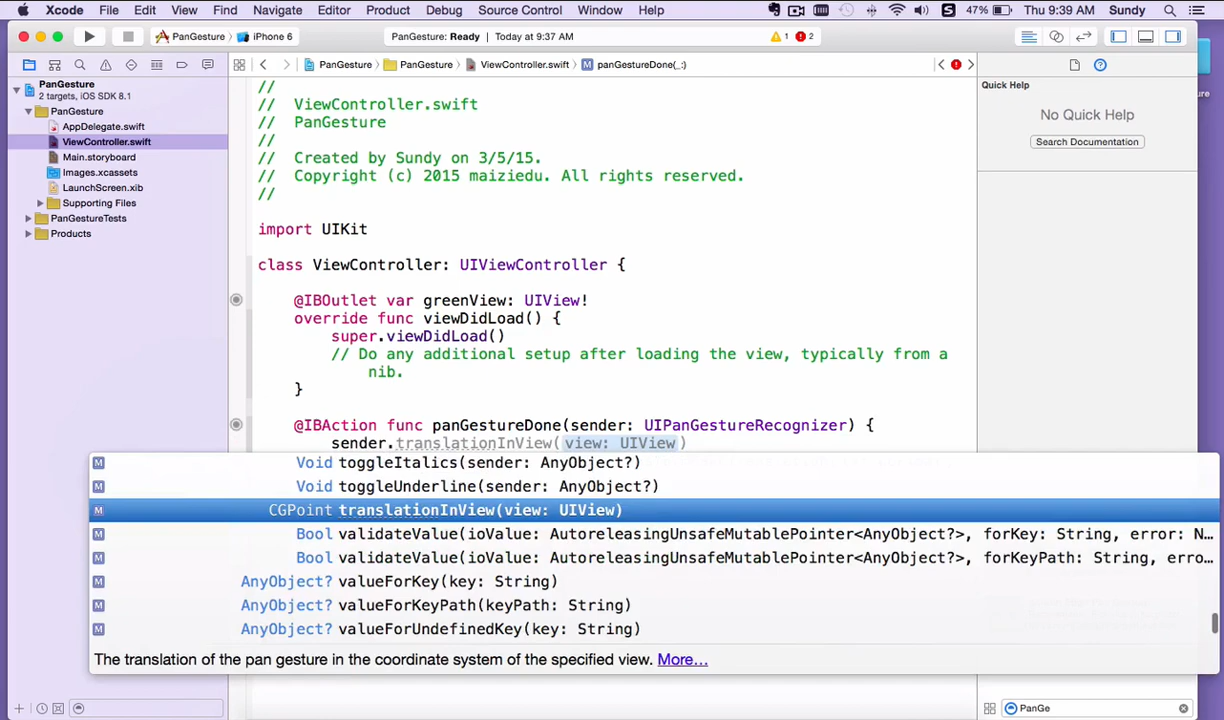 Xcode File Edit View Find Navigate Editor Product Debug Source Control Window Help 47% Thu 9:39 AM Sundy
PanGesture iPhone 6 PanGesture: Ready Today at 9:37 AM 1 2
PanGesture PanGesture ViewController.swift panGestureDone(_:)
PanGesture
2 targets, iOS SDK 8.1
PanGesture
AppDelegate.swift
ViewController.swift
Main.storyboard
Images.xcassets
LaunchScreen.xib
Supporting Files
PanGestureTests
Products
//
// ViewController.swift
// PanGesture
//
// Created by Sundy on 3/5/15.
// Copyright (c) 2015 maiziedu. All rights reserved.
//
import UIKit
class ViewController: UIViewController {
@IBOutlet var greenView: UIView!
override func viewDidLoad() {
super.viewDidLoad()
// Do any additional setup after loading the view, typically from a
nib.
}
@IBAction func panGestureDone(sender: UIPanGestureRecognizer) {
sender.translationInView(view: UIView)
M Void toggleItalics(sender: AnyObject?)
M Void toggleUnderline(sender: AnyObject?)
M CGPoint translationInView(view: UIView)
M Bool validateValue(ioValue: AutoreleasingUnsafeMutablePointer<AnyObject?>, forKey: String, error: N...
M Bool validateValue(ioValue: AutoreleasingUnsafeMutablePointer<AnyObject?>, forKeyPath: String, erro...
M AnyObject? valueForKey(key: String)
M AnyObject? valueForKeyPath(keyPath: String)
M AnyObject? valueForUndefinedKey(key: String)
The translation of the pan gesture in the coordinate system of the specified view. More...
Quick Help
No Quick Help
Search Documentation
PanGe